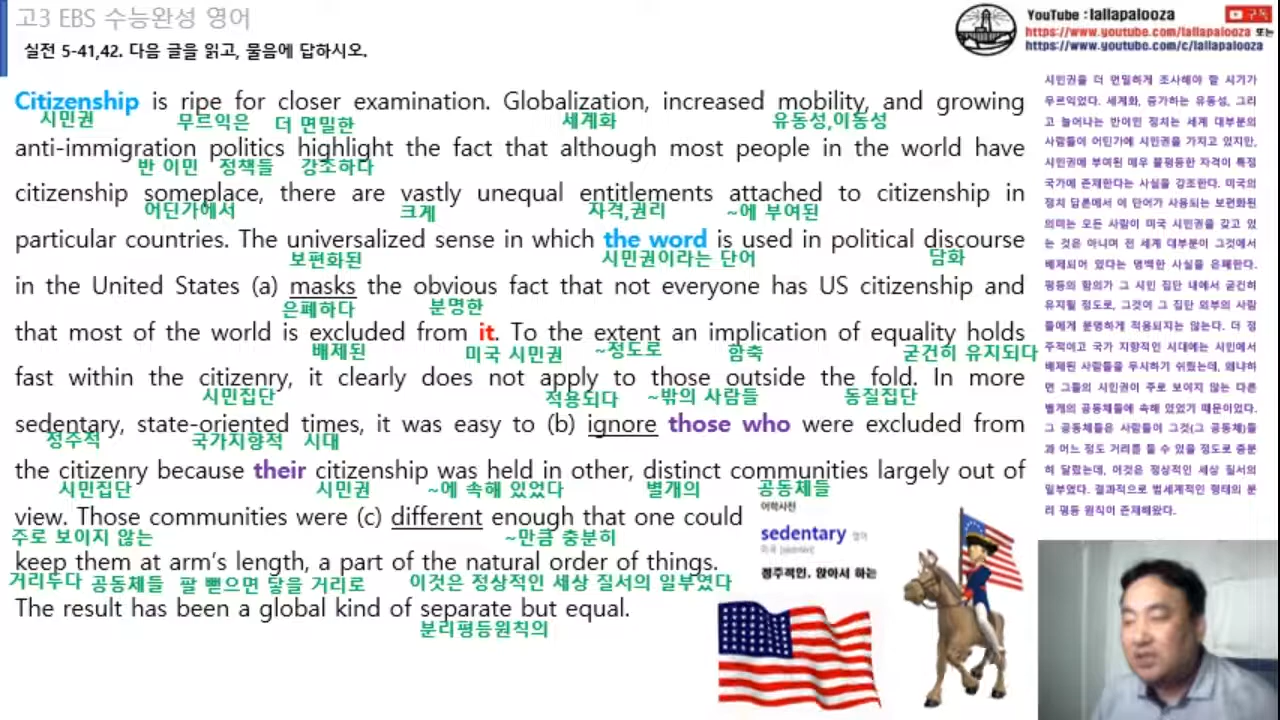 고3 EBS 수능완성 영어
실전 5-41,42. 다음 글을 읽고, 물음에 답하시오.
YouTube : lallapalooza
구독
https://www.youtube.com/lallapalooza 또는
https://www.youtube.com/c/lallapalooza
Citizenship is ripe for closer examination. Globalization, increased mobility, and growing
시민권 무르익은 더 면밀한 세계화 유동성,이동성
anti-immigration politics highlight the fact that although most people in the world have
반 이민 정책들 강조하다
citizenship someplace, there are vastly unequal entitlements attached to citizenship in
어딘가에서 크게 자격,권리 ~에 부여된
particular countries. The universalized sense in which the word is used in political discourse
보편화된 시민권이라는 단어 담화
in the United States (a) masks the obvious fact that not everyone has US citizenship and
은폐하다 분명한
that most of the world is excluded from it. To the extent an implication of equality holds
배제된 미국 시민권 ~정도로 함축 굳건히 유지되다
fast within the citizenry, it clearly does not apply to those outside the fold. In more
시민집단 적용되다 ~밖의 사람들 동질집단
sedentary, state-oriented times, it was easy to (b) ignore those who were excluded from
정주적 국가지향적 시대
the citizenry because their citizenship was held in other, distinct communities largely out of
시민집단 시민권 ~에 속해 있었다 별개의 공동체들
view. Those communities were (c) different enough that one could
주로 보이지 않는 ~만큼 충분히
keep them at arm's length, a part of the natural order of things.
거리두다 공동체들 팔 뻗으면 닿을 거리로 이것은 정상적인 세상 질서의 일부였다
The result has been a global kind of separate but equal.
분리평등원칙의
어학사전
sedentary 영어
정주적인, 앉아서 하는
시민권을 더 면밀하게 조사해야 할 시기가
무르익었다. 세계화, 증가하는 유동성, 그리
고 늘어나는 반이민 정치는 세계 대부분의
사람들이 어딘가에 시민권을 가지고 있지만,
시민권에 부여된 매우 불평등한 자격이 특정
국가에 존재한다는 사실을 강조한다. 미국의
정치 담론에서 이 단어가 사용되는 보편화된
의미는 모든 사람이 미국 시민권을 갖고 있
는 것은 아니며 전 세계 대부분이 그것에서
배제되어 있다는 명백한 사실을 은폐한다.
평등의 함의가 그 시민 집단 내에서 굳건히
유지될 정도로, 그것이 그 집단 외부의 사람
들에게 분명하게 적용되지는 않는다. 더 정
주적이고 국가 지향적인 시대에는 시민에서
배제된 사람들을 무시하기 쉬웠는데, 왜냐하
면 그들의 시민권이 주로 보이지 않는 다른
별개의 공동체들에 속해 있었기 때문이었다.
그 공동체들은 사람들이 그것(그 공동체)들
과 어느 정도 거리를 둘 수 있을 정도로 충분
히 달랐는데, 이것은 정상적인 세상 질서의
일부였다. 결과적으로 범세계적인 형태의 분
리 평등 원칙이 존재해왔다.